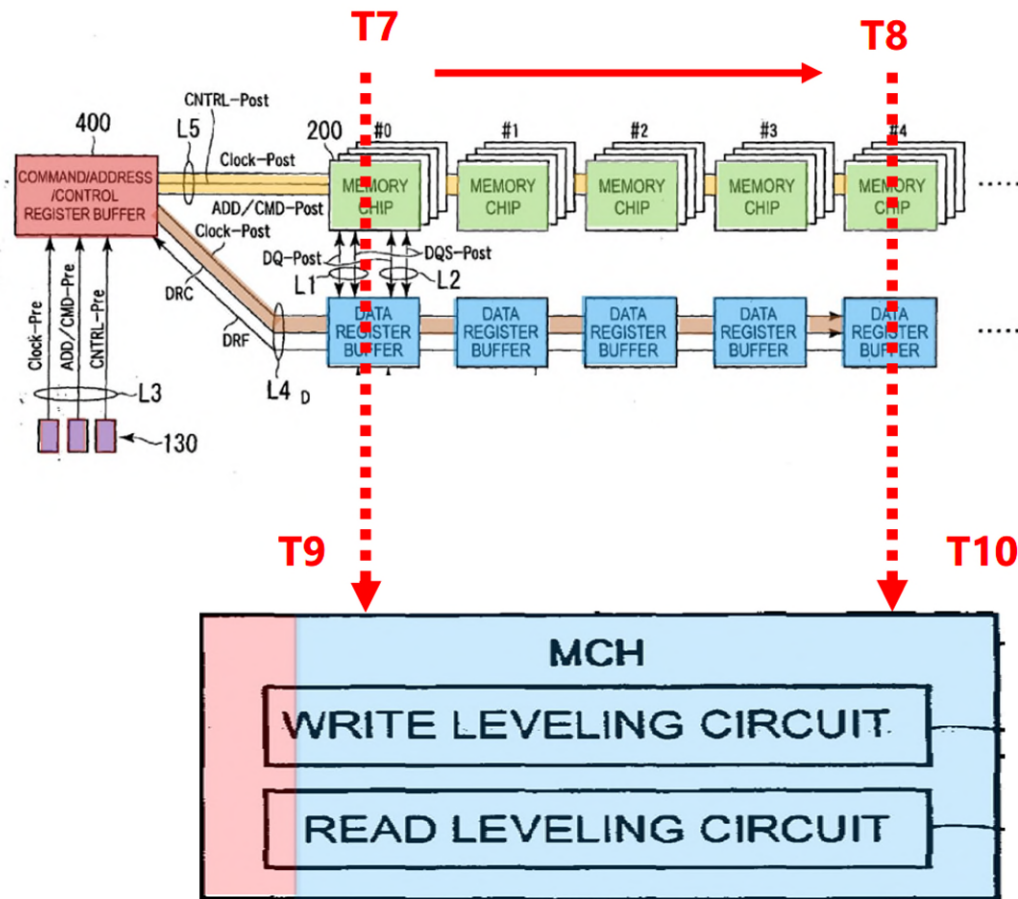 T7
T8
CNTRL-Post
400
L5
Clock-Post
200
#0
#1
#2
#3
#4
COMMAND/ADDRESS
/CONTROL
REGISTER BUFFER
MEMORY
CHIP
MEMORY
CHIP
MEMORY
CHIP
MEMORY
CHIP
MEMORY
CHIP
ADD/CMD-Post
Clock-Post
DQ-Post
DQS-Post
L1
L2
DRC
DRF
DATA
REGISTER
BUFFER
DATA
REGISTER
BUFFER
DATA
REGISTER
BUFFER
DATA
REGISTER
BUFFER
DATA
REGISTER
BUFFER
Clock-Pre
ADD/CMD-Pre
CNTRL-Pre
L3
L4
D
130
T9
T10
MCH
WRITE LEVELING CIRCUIT
READ LEVELING CIRCUIT